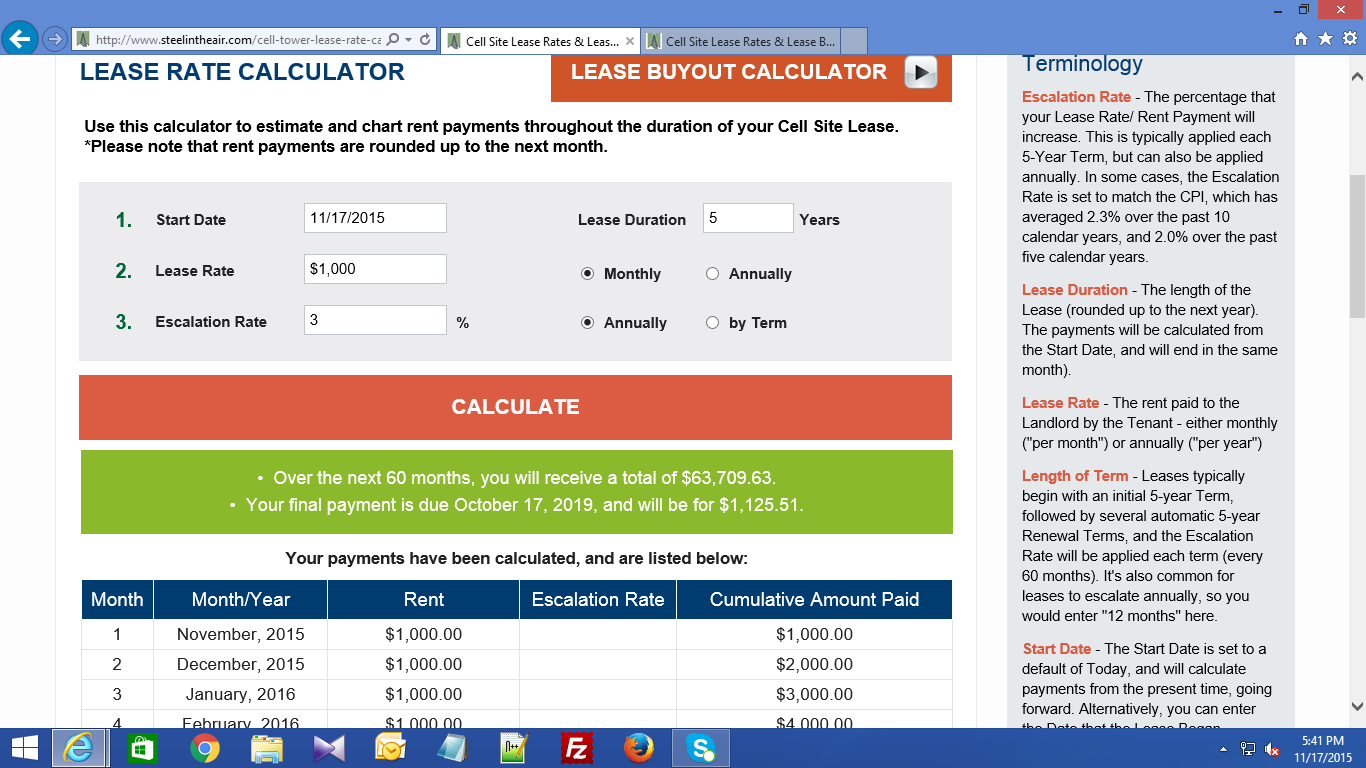 http://www.steelintheair.com/cell-tower-lease-rate-ca
Cell Site Lease Rates & Leas...
Cell Site Lease Rates & Lease B...
LEASE RATE CALCULATOR
LEASE BUYOUT CALCULATOR
Use this calculator to estimate and chart rent payments throughout the duration of your Cell Site Lease.
*Please note that rent payments are rounded up to the next month.
1. Start Date 11/17/2015 Lease Duration 5 Years
2. Lease Rate $1,000 Monthly Annually
3. Escalation Rate 3 % Annually by Term
CALCULATE
• Over the next 60 months, you will receive a total of $63,709.63.
• Your final payment is due October 17, 2019, and will be for $1,125.51.
Your payments have been calculated, and are listed below:
Month Month/Year Rent Escalation Rate Cumulative Amount Paid
1 November, 2015 $1,000.00 $1,000.00
2 December, 2015 $1,000.00 $2,000.00
3 January, 2016 $1,000.00 $3,000.00
4 February, 2016 $1,000.00 $4,000.00
Terminology
Escalation Rate - The percentage that
your Lease Rate/ Rent Payment will
increase. This is typically applied each
5-Year Term, but can also be applied
annually. In some cases, the Escalation
Rate is set to match the CPI, which has
averaged 2.3% over the past 10
calendar years, and 2.0% over the past
five calendar years.
Lease Duration - The length of the
Lease (rounded up to the next year).
The payments will be calculated from
the Start Date, and will end in the same
month).
Lease Rate - The rent paid to the
Landlord by the Tenant - either monthly
("per month") or annually ("per year")
Length of Term - Leases typically
begin with an initial 5-year Term,
followed by several automatic 5-year
Renewal Terms, and the Escalation
Rate will be applied each term (every
60 months). It's also common for
leases to escalate annually, so you
would enter "12 months" here.
Start Date - The Start Date is set to a
default of Today, and will calculate
payments from the present time, going
forward. Alternatively, you can enter
the Date that the Lease Began
5:41 PM
11/17/2015